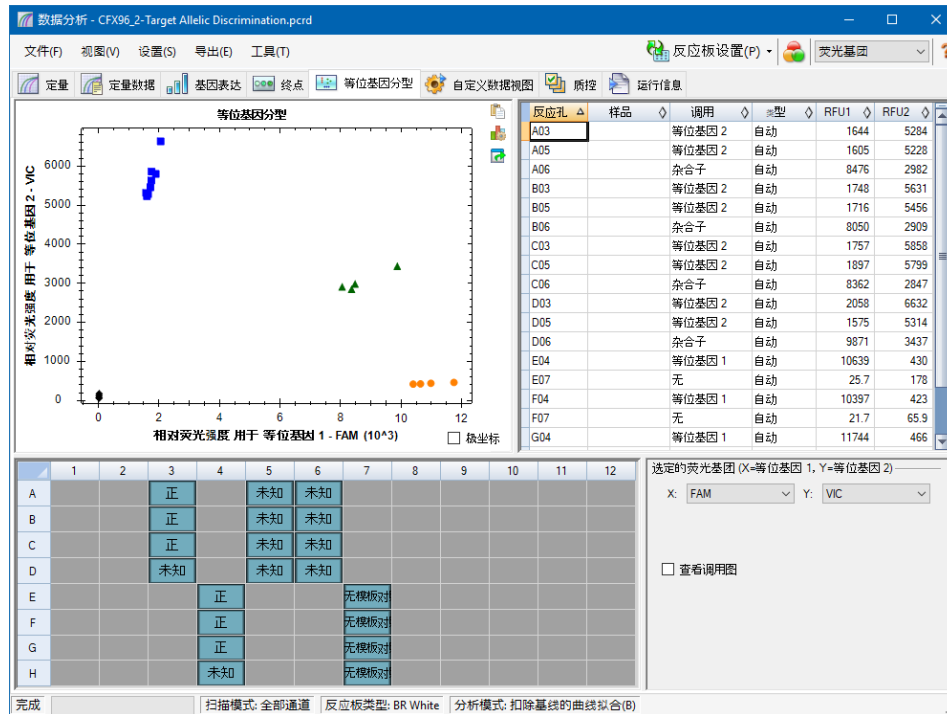 数据分析 - CFX96_2-Target Allelic Discrimination.pcrd
文件(F) 视图(V) 设置(S) 导出(E) 工具(T) 反应板设置(P) 荧光基团
定量 定量数据 基因表达 终点 等位基因分型 自定义数据视图 质控 运行信息
等位基因分型
相对荧光强度 用于 等位基因 2 - VIC
6000
5000
4000
3000
2000
1000
0
0 2 4 6 8 10 12
相对荧光强度 用于 等位基因 1 - FAM (10^3)
极坐标
反应孔 样品 调用 类型 RFU1 RFU2
A03 等位基因 2 自动 1644 5284
A05 等位基因 2 自动 1605 5228
A06 杂合子 自动 8476 2982
B03 等位基因 2 自动 1748 5631
B05 等位基因 2 自动 1716 5456
B06 杂合子 自动 8050 2909
C03 等位基因 2 自动 1757 5858
C05 等位基因 2 自动 1897 5799
C06 杂合子 自动 8362 2847
D03 等位基因 2 自动 2058 6632
D05 等位基因 2 自动 1575 5314
D06 杂合子 自动 9871 3437
E04 等位基因 1 自动 10639 430
E07 无 自动 25.7 178
F04 等位基因 1 自动 10397 423
F07 无 自动 21.7 65.9
G04 等位基因 1 自动 11744 466
1 2 3 4 5 6 7 8 9 10 11 12
A 正 未知 未知
B 正 未知 未知
C 正 未知 未知
D 未知 未知 未知
E 正 无模板对
F 正 无模板对
G 正 无模板对
H 未知 无模板对
选定的荧光基团 (X=等位基因 1, Y=等位基因 2)
X: FAM Y: VIC
查看调用图
完成 扫描模式: 全部通道 反应板类型: BR White 分析模式: 扣除基线的曲线拟合(B)